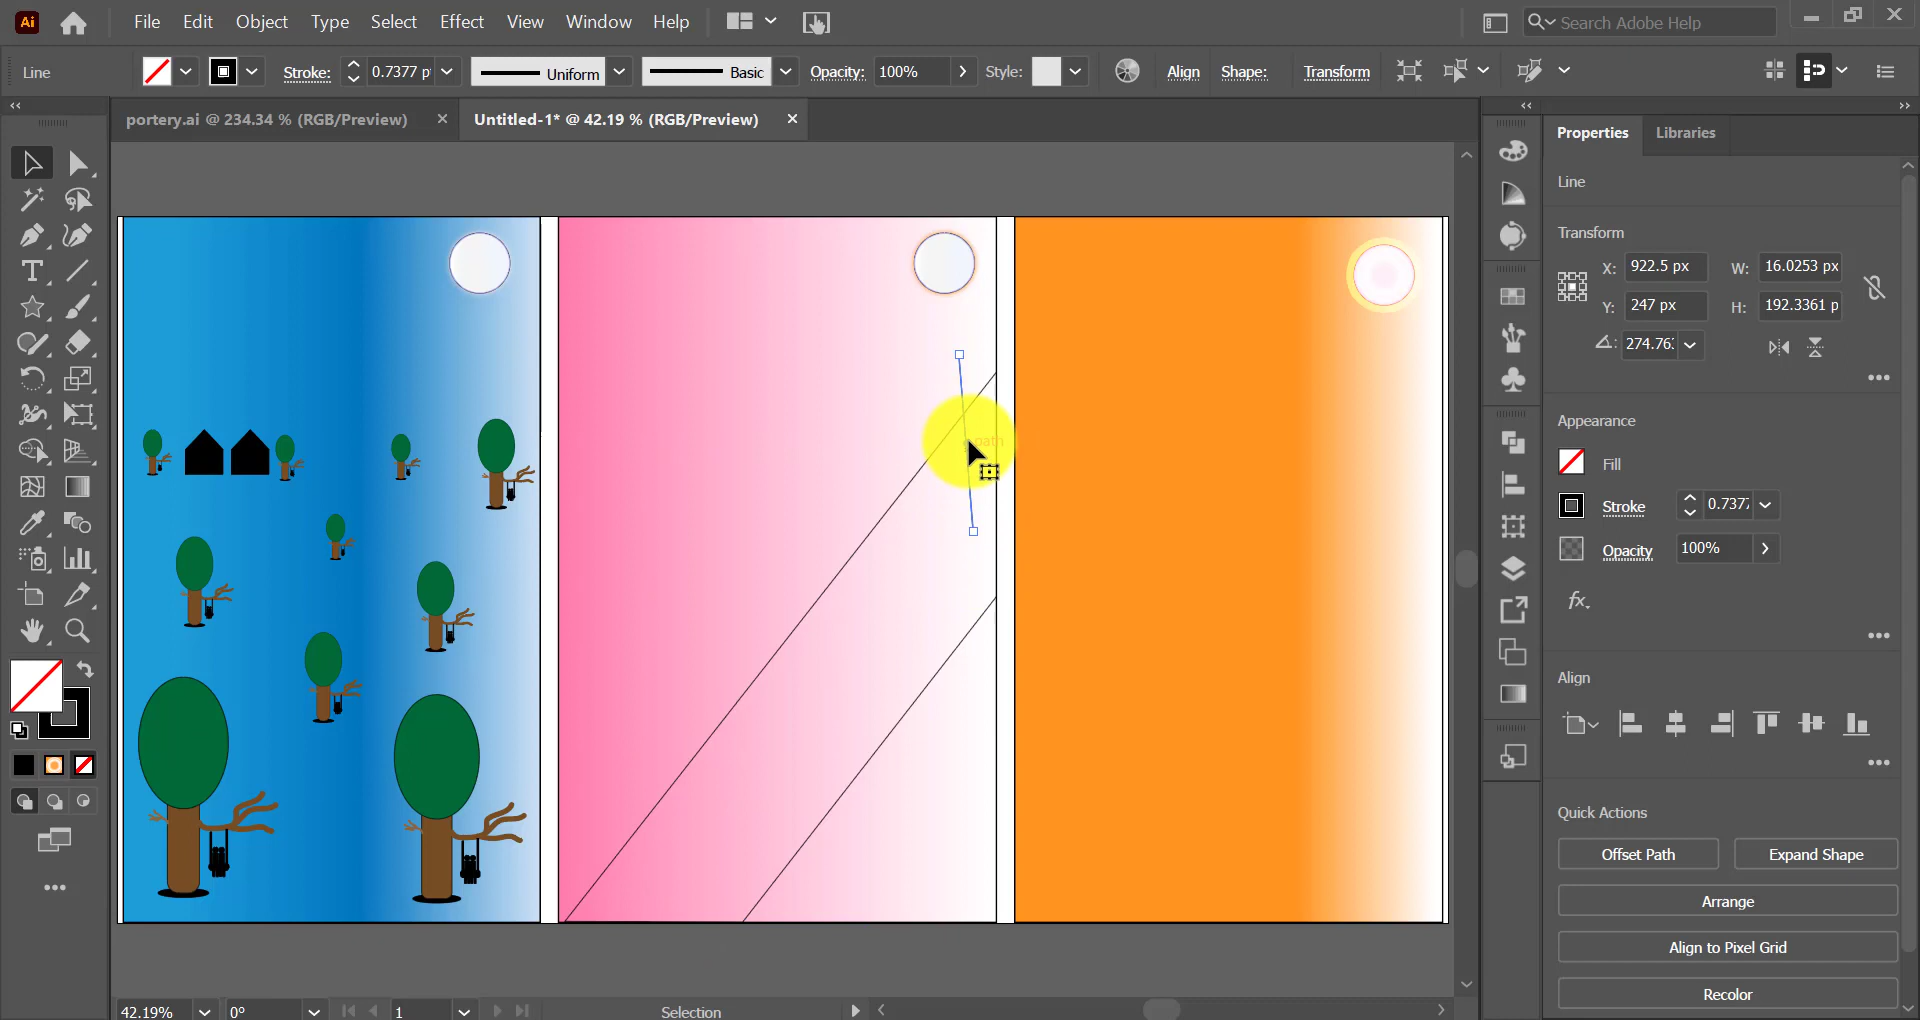 Ai File Edit Object Type Select Effect View Window Help Search Adobe Help
Line Stroke: 0.7377 p Uniform Basic Opacity: 100% Style: Align Shape: Transform
portery.ai @ 234.34 % (RGB/Preview) Untitled-1* @ 42.19 % (RGB/Preview)
Properties Libraries
Line
Transform
X: 922.5 px W: 16.0253 px
Y: 247 px H: 192.3361 p
274.763
Appearance
Fill
Stroke 0.7377
Opacity 100%
fx.
Align
Quick Actions
Offset Path Expand Shape
Arrange
Align to Pixel Grid
Recolor
path
42.19% 0° 1 Selection